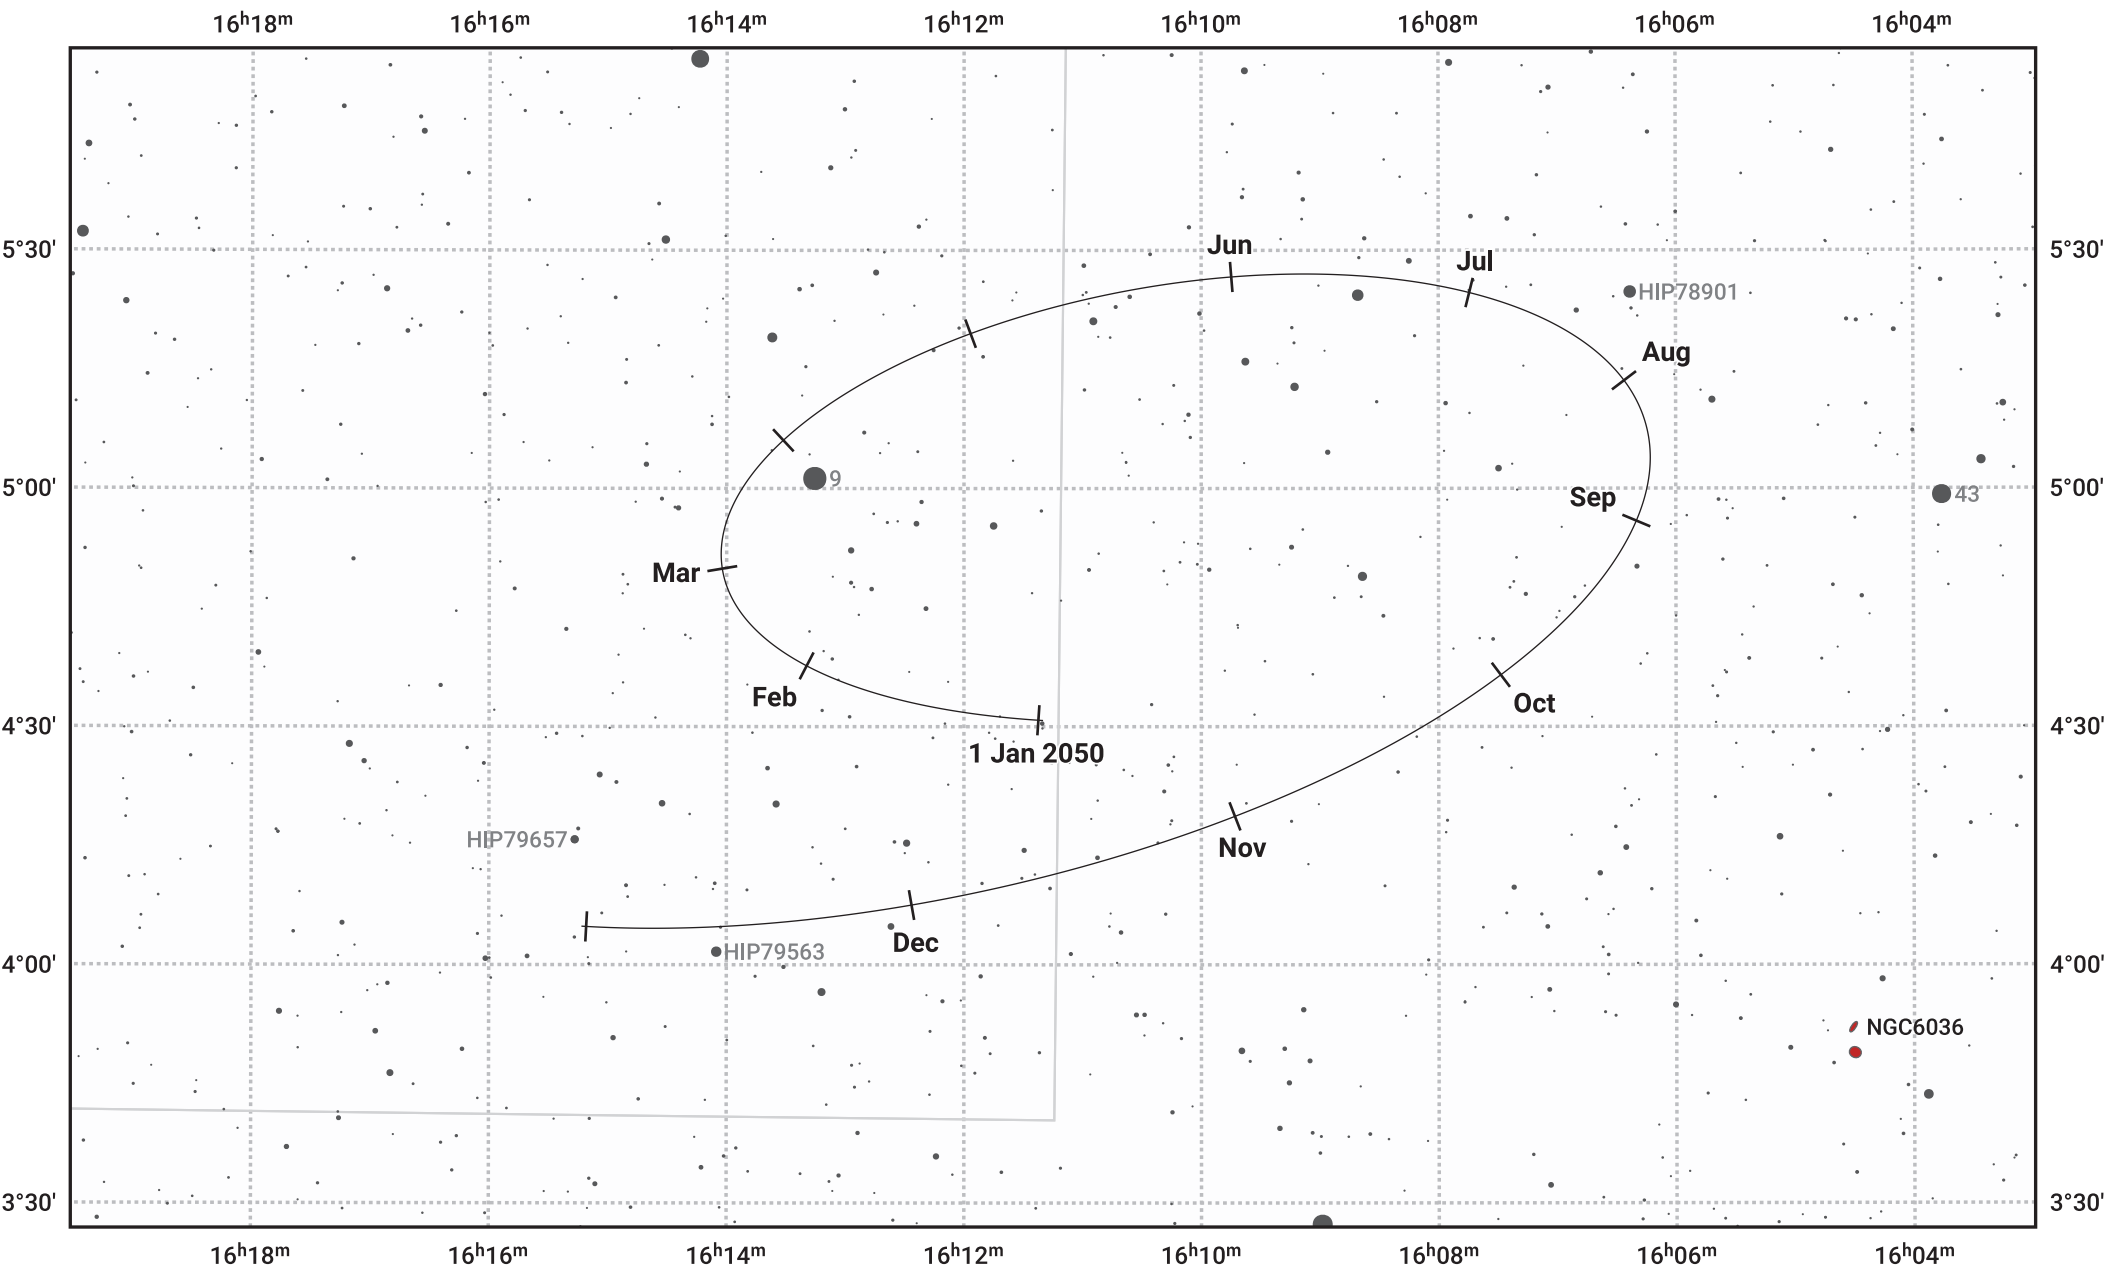 16ʰ18ᵐ 16ʰ16ᵐ 16ʰ14ᵐ 16ʰ12ᵐ 16ʰ10ᵐ 16ʰ08ᵐ 16ʰ06ᵐ 16ʰ04ᵐ
5°30' Jun 5°30'
Jul
HIP78901
Aug
9
5°00' Sep 43 5°00'
Mar
Feb Oct
4°30' 4°30'
1 Jan 2050
HIP79657 Nov
Dec
HIP79563
4°00' 4°00'
NGC6036
3°30' 3°30'
16ʰ18ᵐ 16ʰ16ᵐ 16ʰ14ᵐ 16ʰ12ᵐ 16ʰ10ᵐ 16ʰ08ᵐ 16ʰ06ᵐ 16ʰ04ᵐ